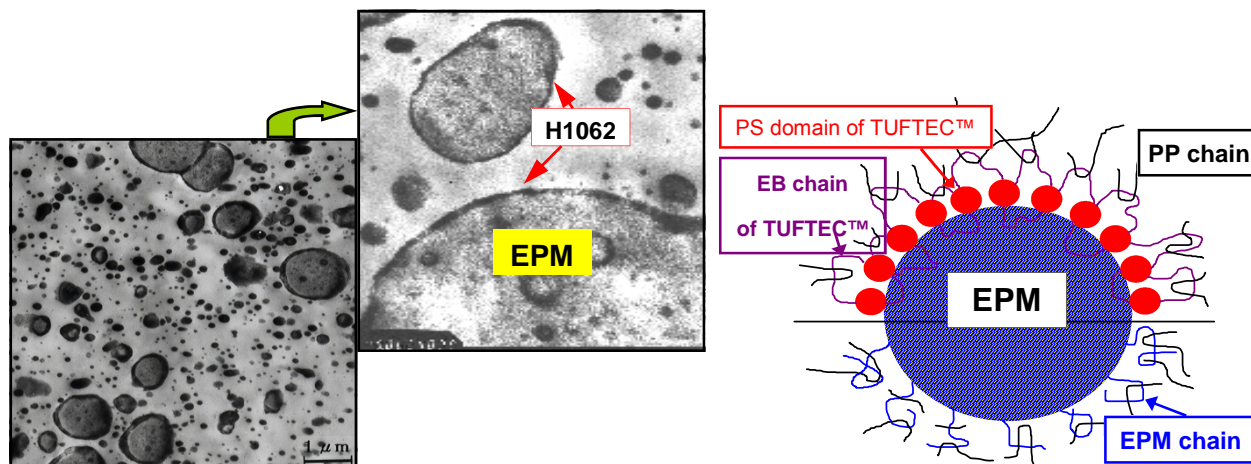 H1062
EPM
1 μm
PS domain of TUFTEC™
EB chain
of TUFTEC™
PP chain
EPM
EPM chain